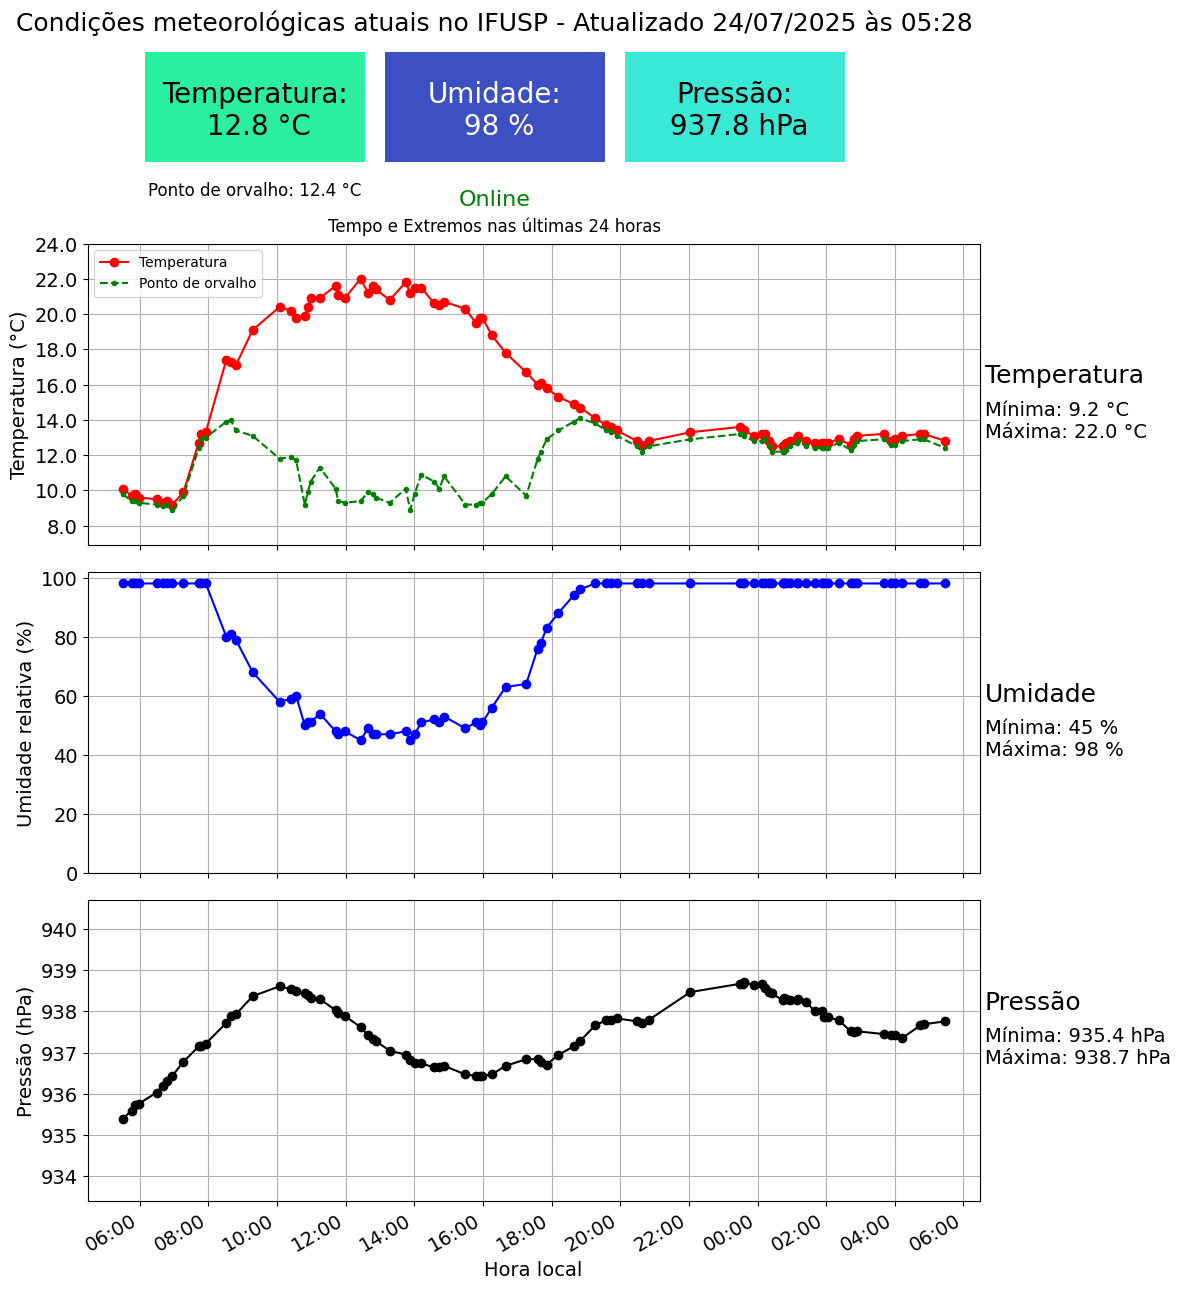 Condições meteorológicas atuais no IFUSP - Atualizado 24/07/2025 às 05:28
Temperatura:
12.8 °C
Umidade:
98 %
Pressão:
937.8 hPa
Ponto de orvalho: 12.4 °C
Online
Tempo e Extremos nas últimas 24 horas
Temperatura (°C)
24.0
22.0
20.0
18.0
16.0
14.0
12.0
10.0
8.0
Temperatura
Ponto de orvalho
Temperatura
Mínima: 9.2 °C
Máxima: 22.0 °C
Umidade relativa (%)
100
80
60
40
20
0
Umidade
Mínima: 45 %
Máxima: 98 %
Pressão (hPa)
940
939
938
937
936
935
934
Pressão
Mínima: 935.4 hPa
Máxima: 938.7 hPa
06:00
08:00
10:00
12:00
14:00
16:00
18:00
20:00
22:00
00:00
02:00
04:00
06:00
Hora local